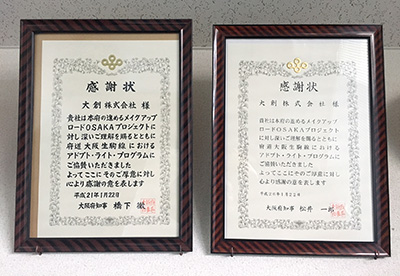 感謝状
大創株式会社 様
貴社は本府の進めるメイクアップ
ロードOSAKAプロジェクトに
対し深いご理解を賜るとともに
府道 大阪生駒線 における
アドプト・ライト・プログラムに
ご協賛いただきました
よってここに そのご厚意に対し
心より感謝の意を表します
平成21年1月22日
大阪府知事 橋下 徹
感謝状
大創株式会社 様
貴社は本府の進めるメイクアップ
ロードOSAKAプロジェクトに
対し深いご理解を賜るとともに
府道大阪生駒線における
アドプト・ライト・プログラムに
ご協賛いただきました
よってここにそのご厚意に対し
心より感謝の意を表します
月22日
大阪府知事 松井 一郎